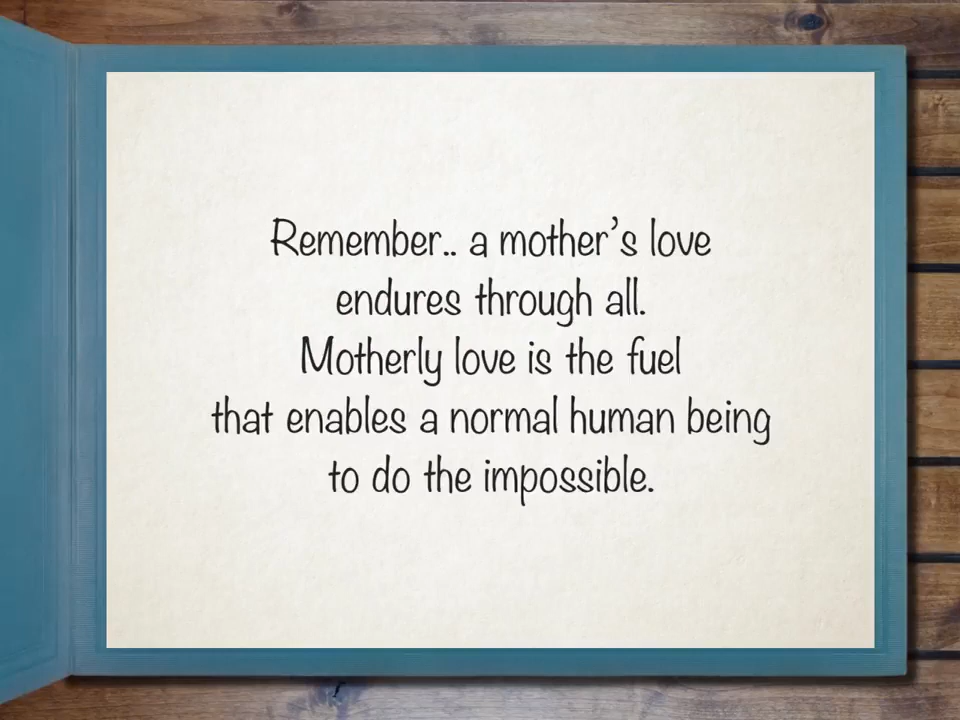 Remember.. a mother’s love
endures through all.
Motherly love is the fuel
that enables a normal human being
to do the impossible.